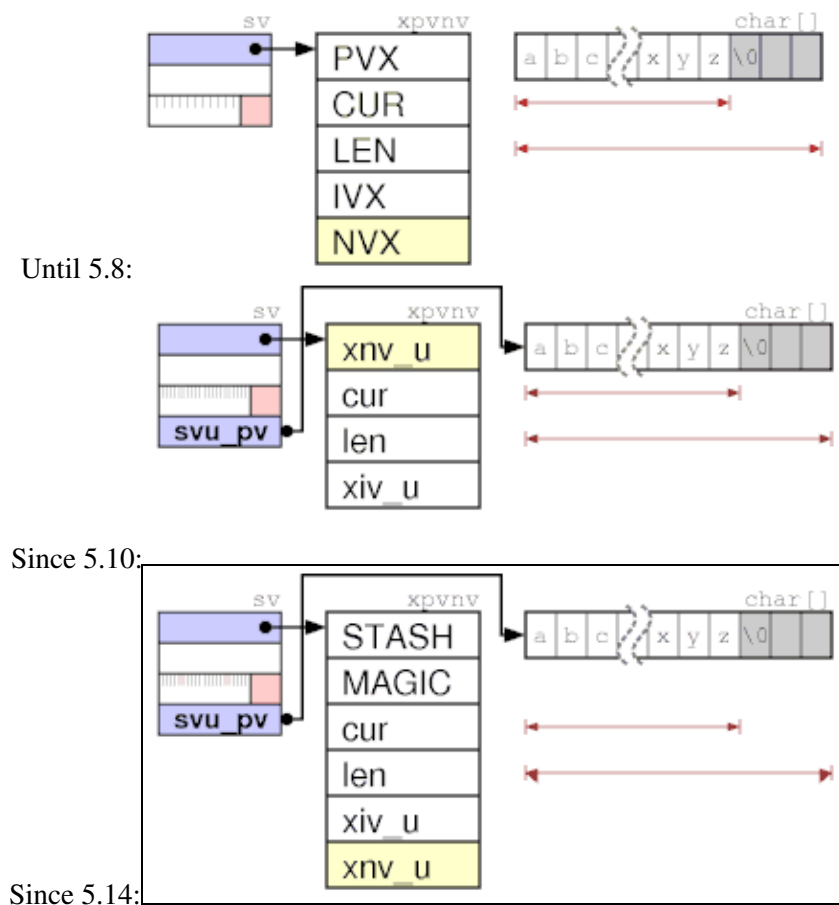 sv xpvnv char[]
PVX a b c x y z \0
CUR
LEN
IVX
NVX
Until 5.8:
sv xpvnv char[]
xnv_u a b c x y z \0
cur
svu_pv len
xiv_u
Since 5.10:
sv xpvnv char[]
STASH a b c x y z \0
MAGIC
svu_pv cur
len
xiv_u
xnv_u
Since 5.14: